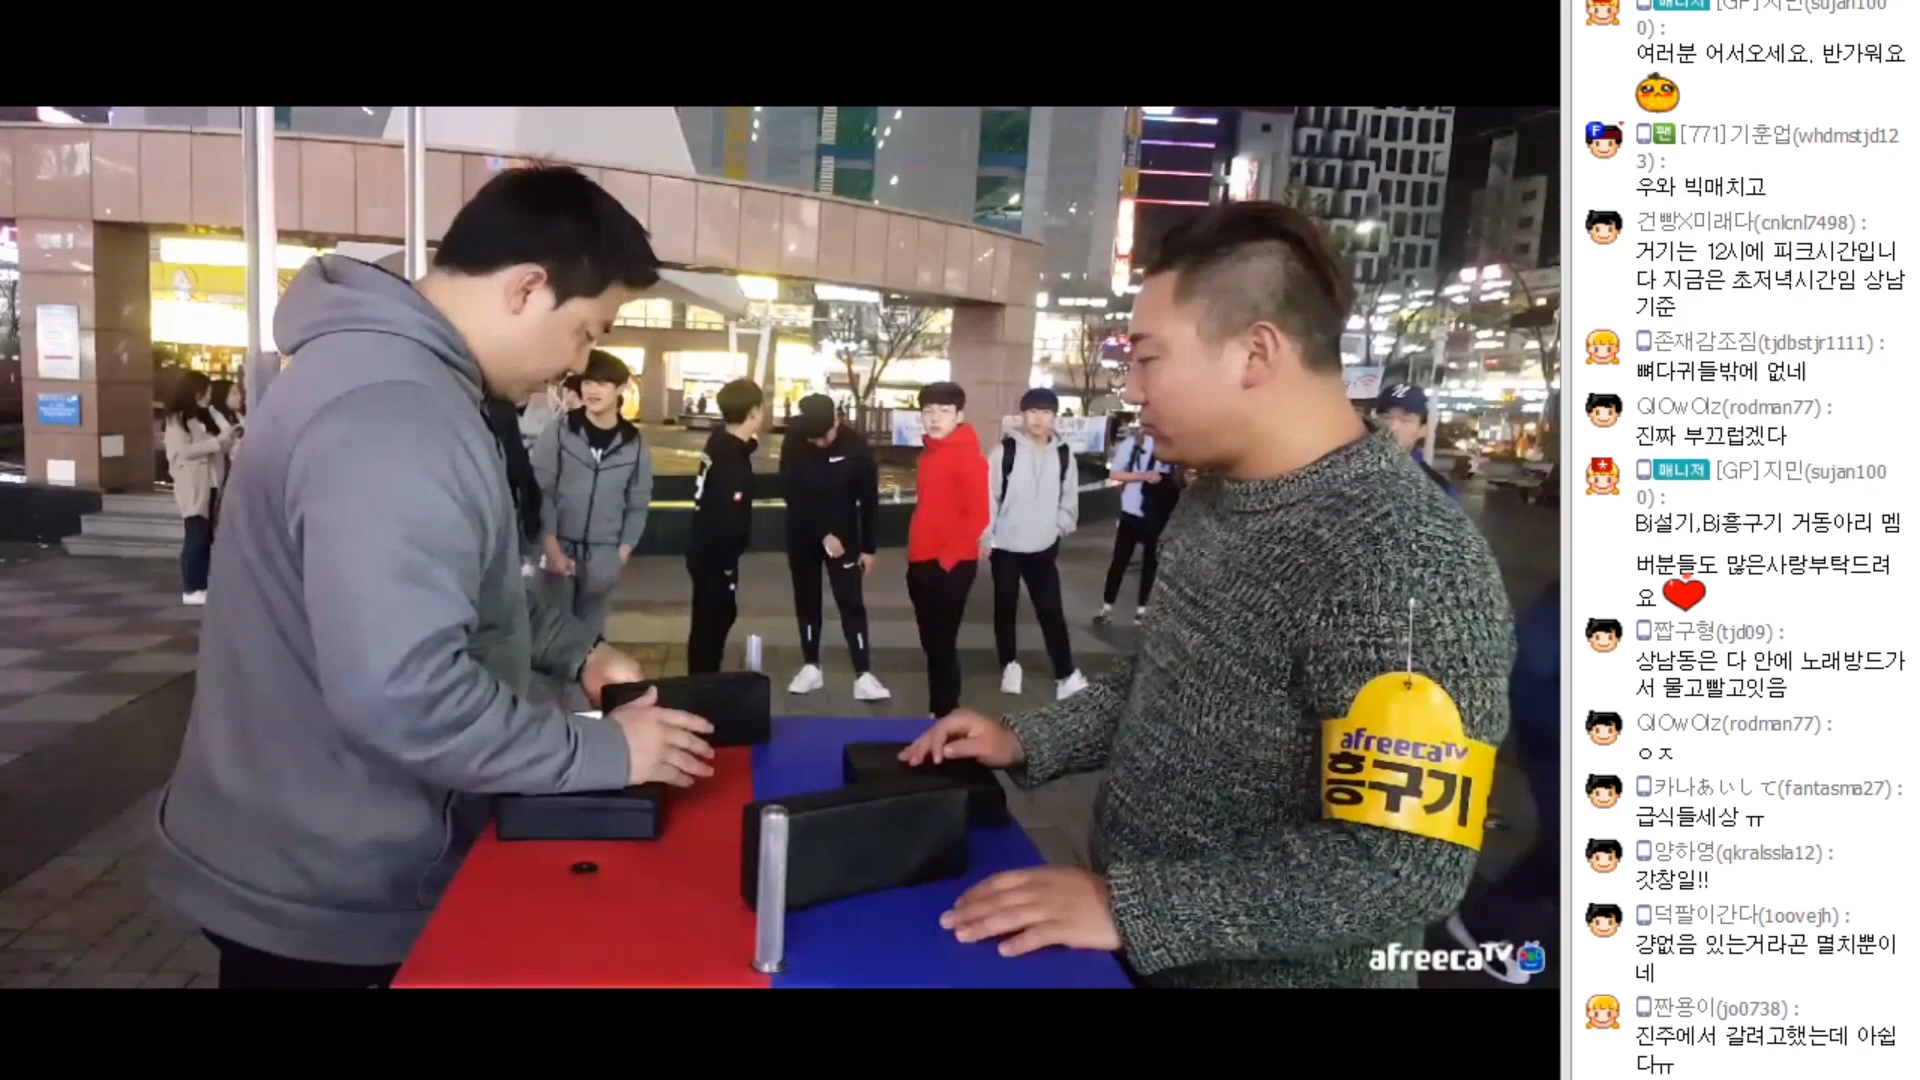 매니저 [GP]지민(sujan100
0) :
여러분 어서오세요. 반가워요
F 팬 [771]기훈업(whdmstjd12
3) :
우와 빅매치고
건빵X미래다(cnlcnl7498) :
거기는 12시에 피크시간입니
다 지금은 초저녁시간임 상남
기준
존재감조짐(tjdbstjr1111) :
뼈다귀들밖에 없네
(rodman77) :
진짜 부끄럽겠다
매니저 [GP]지민(sujan100
0) :
Bj설기,Bj흥구기 거동아리 멤
버분들도 많은사랑부탁드려
요
짭구형(tjd09) :
상남동은 다 안에 노래방드가
서 물고빨고잇음
(rodman77) :
ㅇㅈ
카나あぃして(fantasma27) :
급식들세상 ㅠ
양하영(qkralssla12) :
갓창일!!
덕팔이간다(1oovejh) :
걍없음 있는거라곤 멸치뿐이
네
짠용이(jo0738) :
진주에서 갈려고했는데 아쉽
다ㅠ
afreecaTV
흥구기
afreecaTV